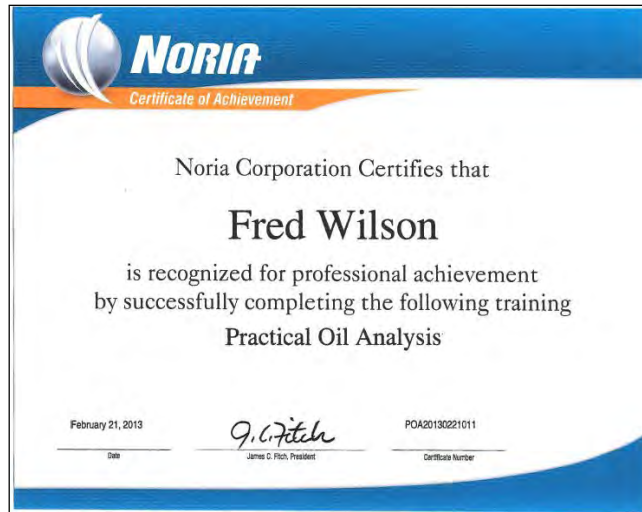 NORIA
Certificate of Achievement
Noria Corporation Certifies that
Fred Wilson
is recognized for professional achievement
by successfully completing the following training
Practical Oil Analysis
February 21, 2013
J.C. Fitch
POA20130221011
Date
James C. Fitch, President
Certificate Number